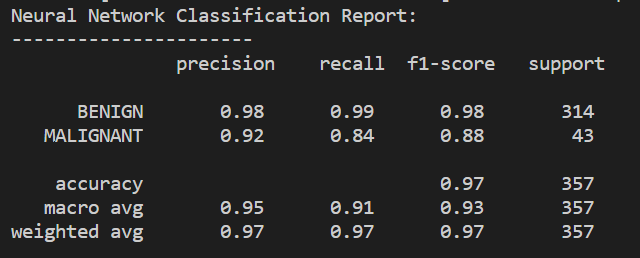 Neural Network Classification Report:
-----------------------
precision recall f1-score support
BENIGN 0.98 0.99 0.98 314
MALIGNANT 0.92 0.84 0.88 43
accuracy 0.97 357
macro avg 0.95 0.91 0.93 357
weighted avg 0.97 0.97 0.97 357